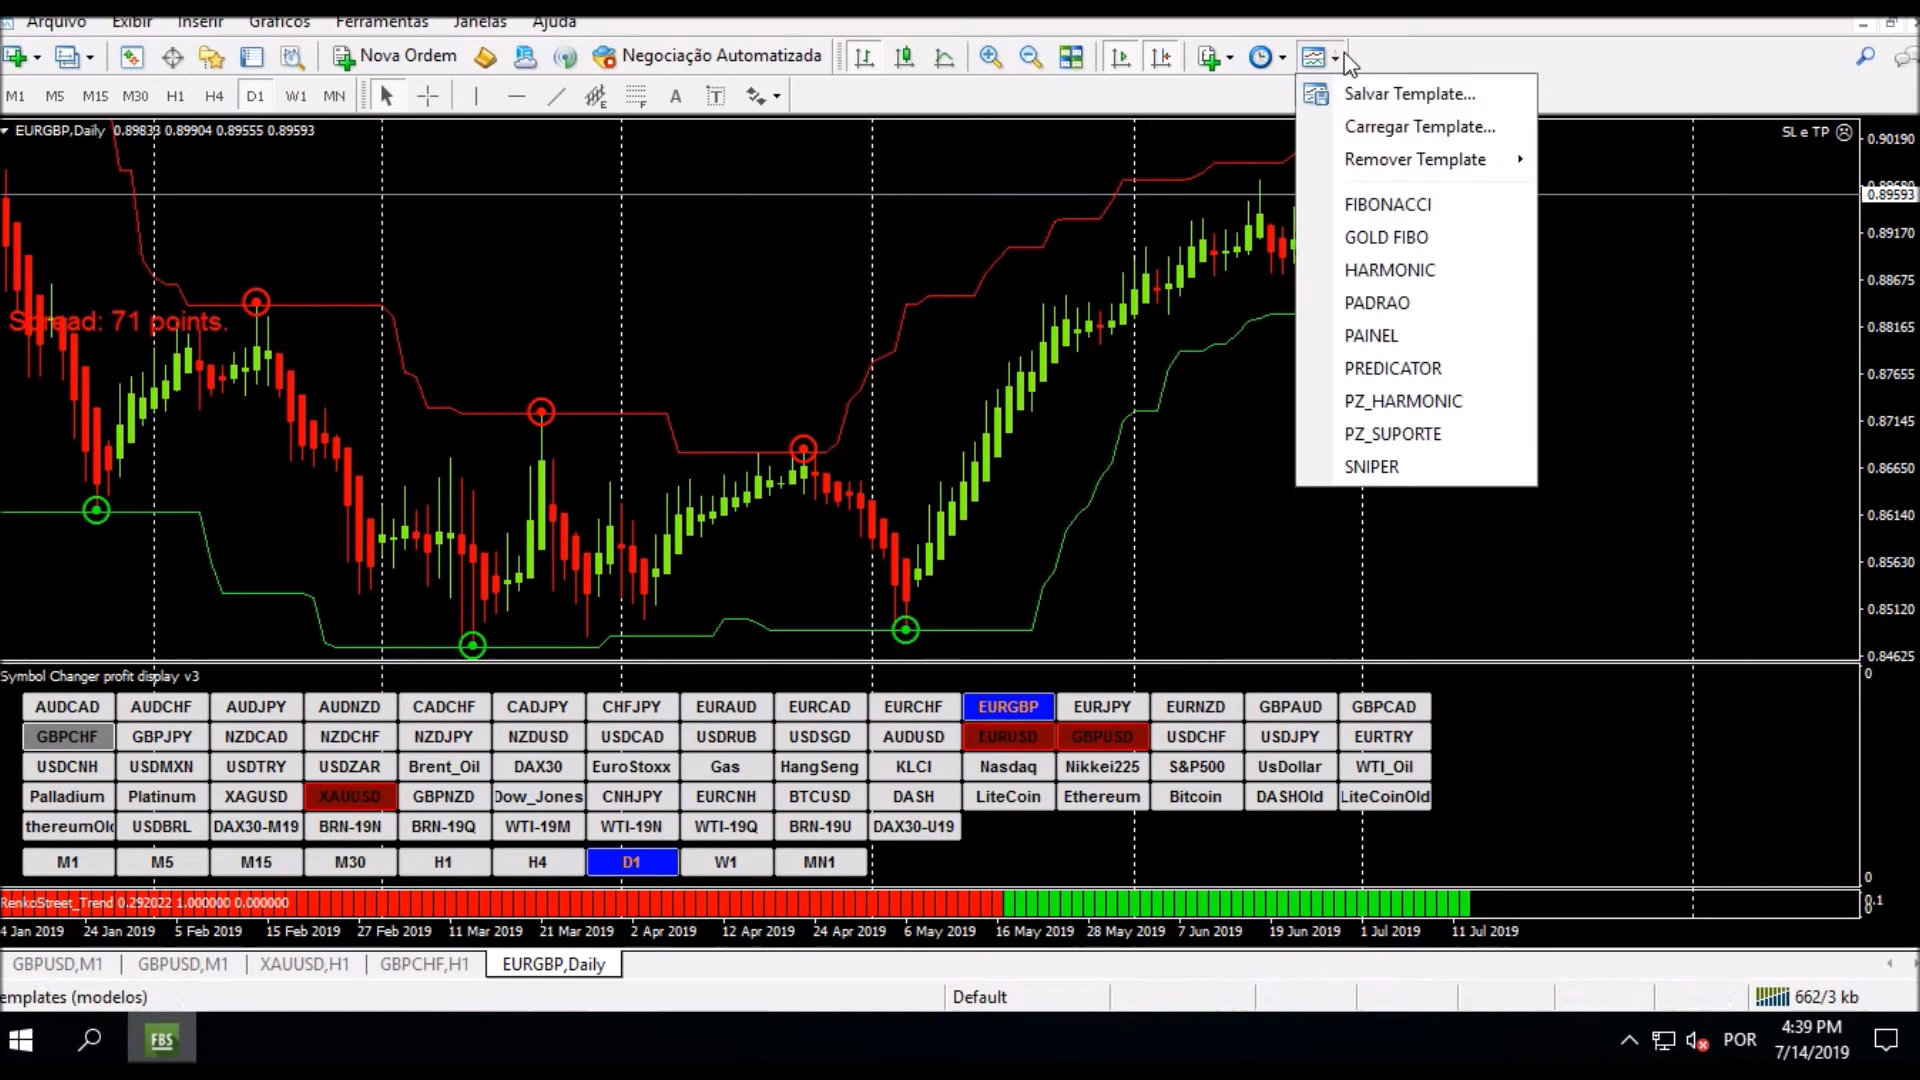 Arquivo Exibir Inserir Gráficos Ferramentas Janelas Ajuda
Nova Ordem Negociação Automatizada
M1 M5 M15 M30 H1 H4 D1 W1 MN A T
Salvar Template...
Carregar Template...
Remover Template
FIBONACCI
GOLD FIBO
HARMONIC
PADRAO
PAINEL
PREDICATOR
PZ_HARMONIC
PZ_SUPORTE
SNIPER
EURGBP,Daily 0.89839 0.89904 0.89555 0.89593
SL e TP
0.90190
0.89593
0.89170
0.88675
0.88165
0.87655
0.87145
0.86650
0.86140
0.85630
0.85120
0.84625
Spread: 71 points.
Symbol Changer profit display v3
0
AUDCAD AUDCHF AUDJPY AUDNZD CADCHF CADJPY CHFJPY EURAUD EURCAD EURCHF EURGBP EURJPY EURNZD GBPAUD GBPCAD
GBPCHF GBPJPY NZDCAD NZDCHF NZDJPY NZDUSD USDCAD USDRUB USDSGD AUDUSD EURUSD GBPUSD USDCHF USDJPY EURTRY
USDCNH USDMXN USDTRY USDZAR Brent_Oil DAX30 EuroStoxx Gas HangSeng KLCI Nasdaq Nikkei225 S&P500 UsDollar WTI_Oil
Palladium Platinum XAGUSD XAUUSD GBPNZD Dow_Jones CNHJPY EURCNH BTCUSD DASH LiteCoin Ethereum Bitcoin DASHOld LiteCoinOld
thereumOld USDBRL DAX30-M19 BRN-19N BRN-19Q WTI-19M WTI-19N WTI-19Q BRN-19U DAX30-U19
M1 M5 M15 M30 H1 H4 D1 W1 MN1
0
RenkoStreet_Trend 0.292022 1.000000 0.000000
0.1
0
4 Jan 2019 24 Jan 2019 5 Feb 2019 15 Feb 2019 27 Feb 2019 11 Mar 2019 21 Mar 2019 2 Apr 2019 12 Apr 2019 24 Apr 2019 6 May 2019 16 May 2019 28 May 2019 7 Jun 2019 19 Jun 2019 1 Jul 2019 11 Jul 2019
GBPUSD,M1 GBPUSD,M1 XAUUSD,H1 GBPCHF,H1 EURGBP,Daily
emplates (modelos) Default 662/3 kb
FBS POR 4:39 PM
7/14/2019